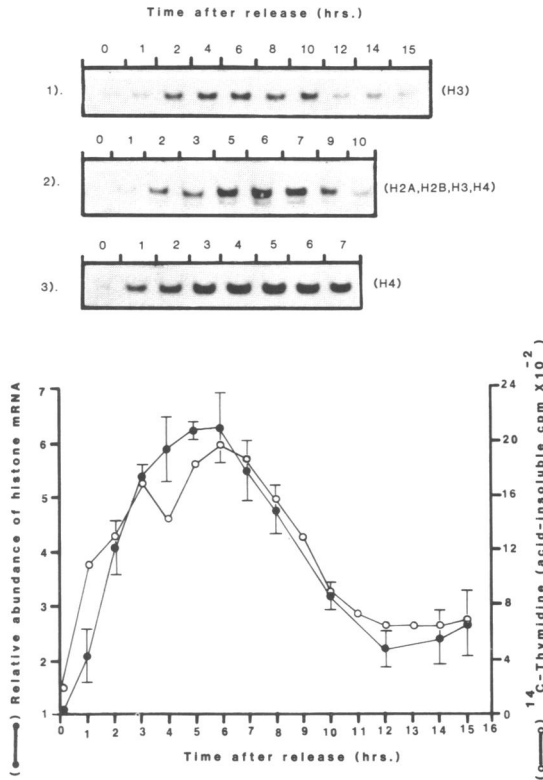 Time after release (hrs.)
0 1 2 4 6 8 10 12 14 15
1). (H3)
0 1 2 3 5 6 7 9 10
2). (H2A,H2B,H3,H4)
0 1 2 3 4 5 6 7
3). (H4)
(●—●) Relative abundance of histone mRNA
7
6
5
4
3
2
1
24
20
16
12
8
4
0
(○—○) ¹⁴C-Thymidine (acid-insoluble cpm X10⁻²)
0 1 2 3 4 5 6 7 8 9 10 11 12 13 14 15 16
Time after release (hrs.)